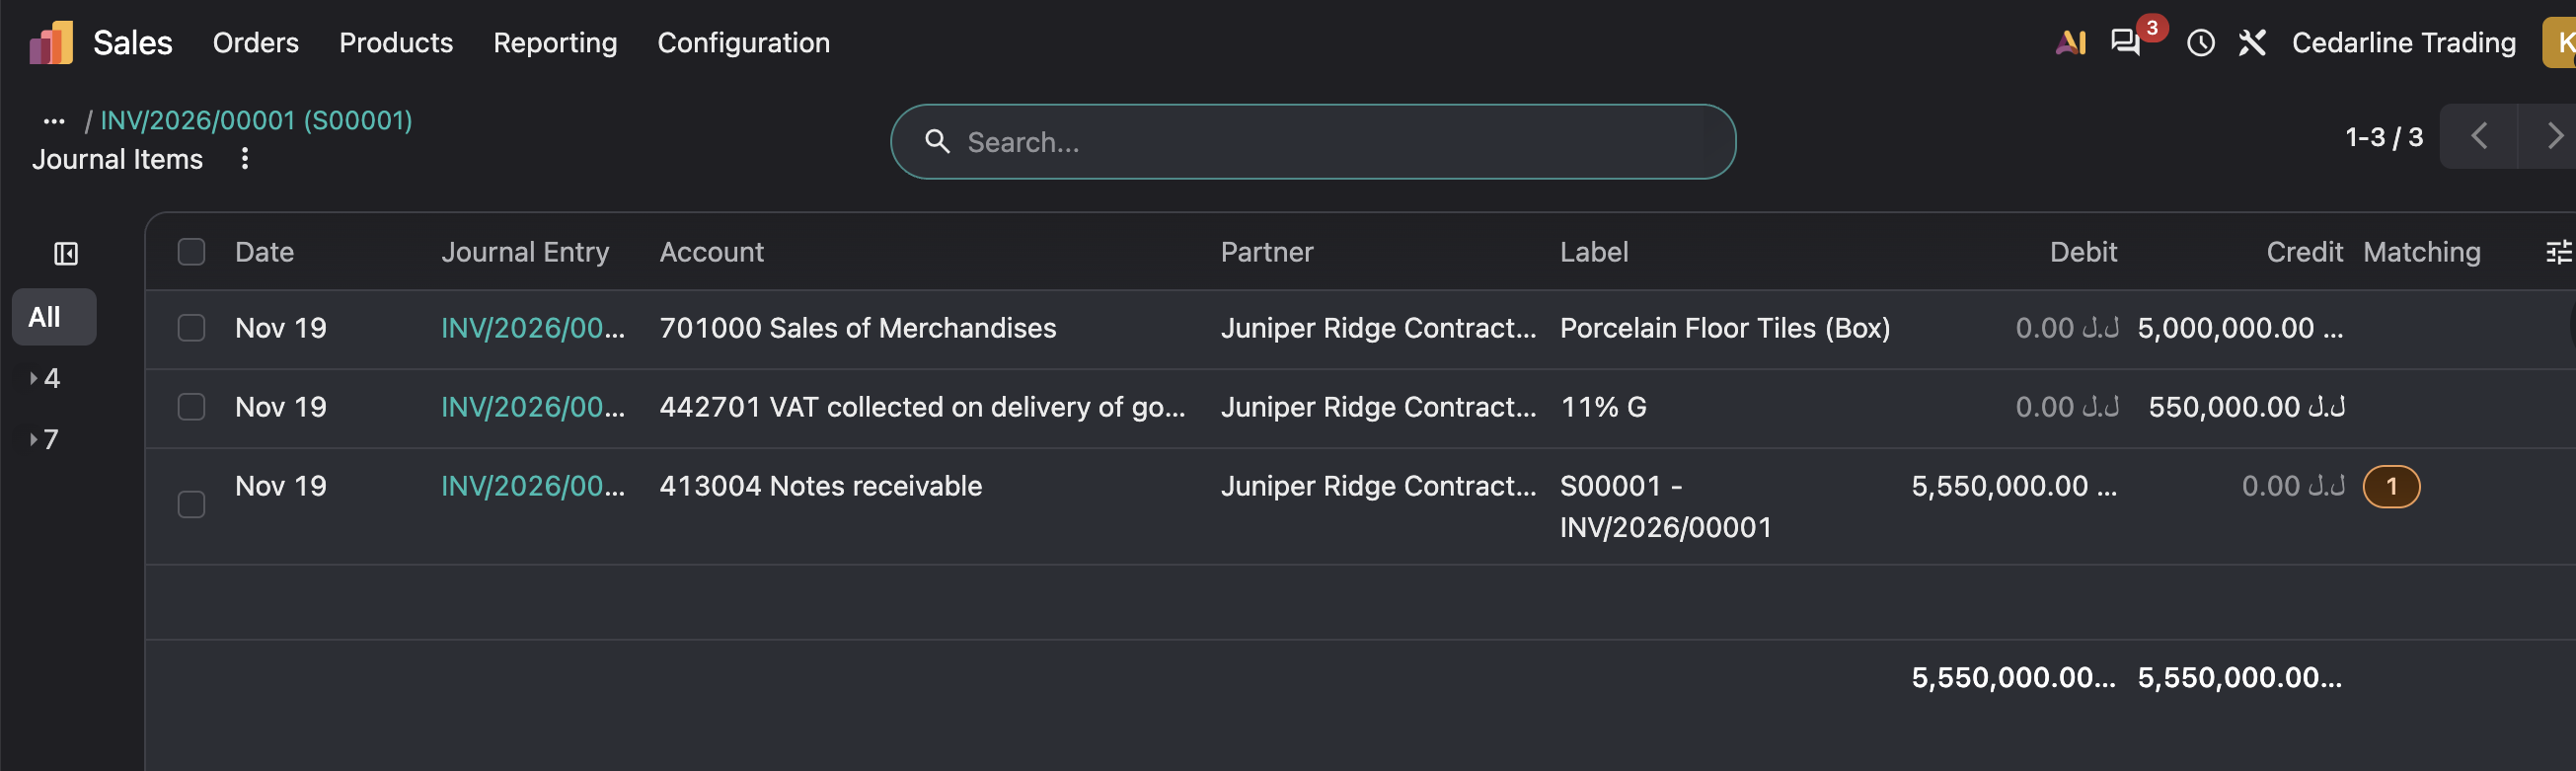 Sales Orders Products Reporting Configuration AI 3 Cedarline Trading K
... / INV/2026/00001 (S00001)
Journal Items
Search...
1-3 / 3
All
4
7
Date Journal Entry Account Partner Label Debit Credit Matching
Nov 19 INV/2026/00... 701000 Sales of Merchandises Juniper Ridge Contract... Porcelain Floor Tiles (Box) 0.00 ل.ل 5,000,000.00 ...
Nov 19 INV/2026/00... 442701 VAT collected on delivery of go... Juniper Ridge Contract... 11% G 0.00 ل.ل 550,000.00 ل.ل
Nov 19 INV/2026/00... 413004 Notes receivable Juniper Ridge Contract... S00001 - 5,550,000.00 ... 0.00 ل.ل 1
INV/2026/00001
5,550,000.00... 5,550,000.00...